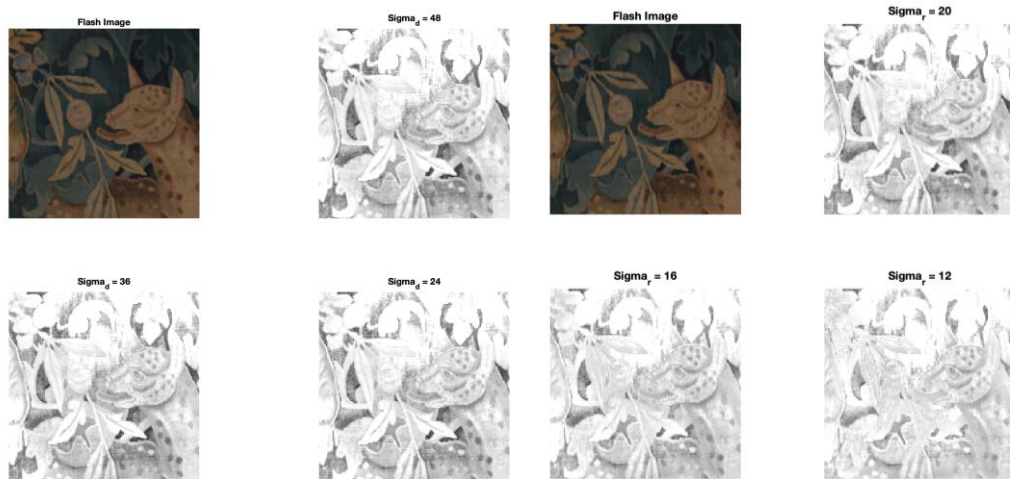 Flash Image
Sigma_d = 48
Flash Image
Sigma_r = 20
Sigma_d = 36
Sigma_d = 24
Sigma_r = 16
Sigma_r = 12